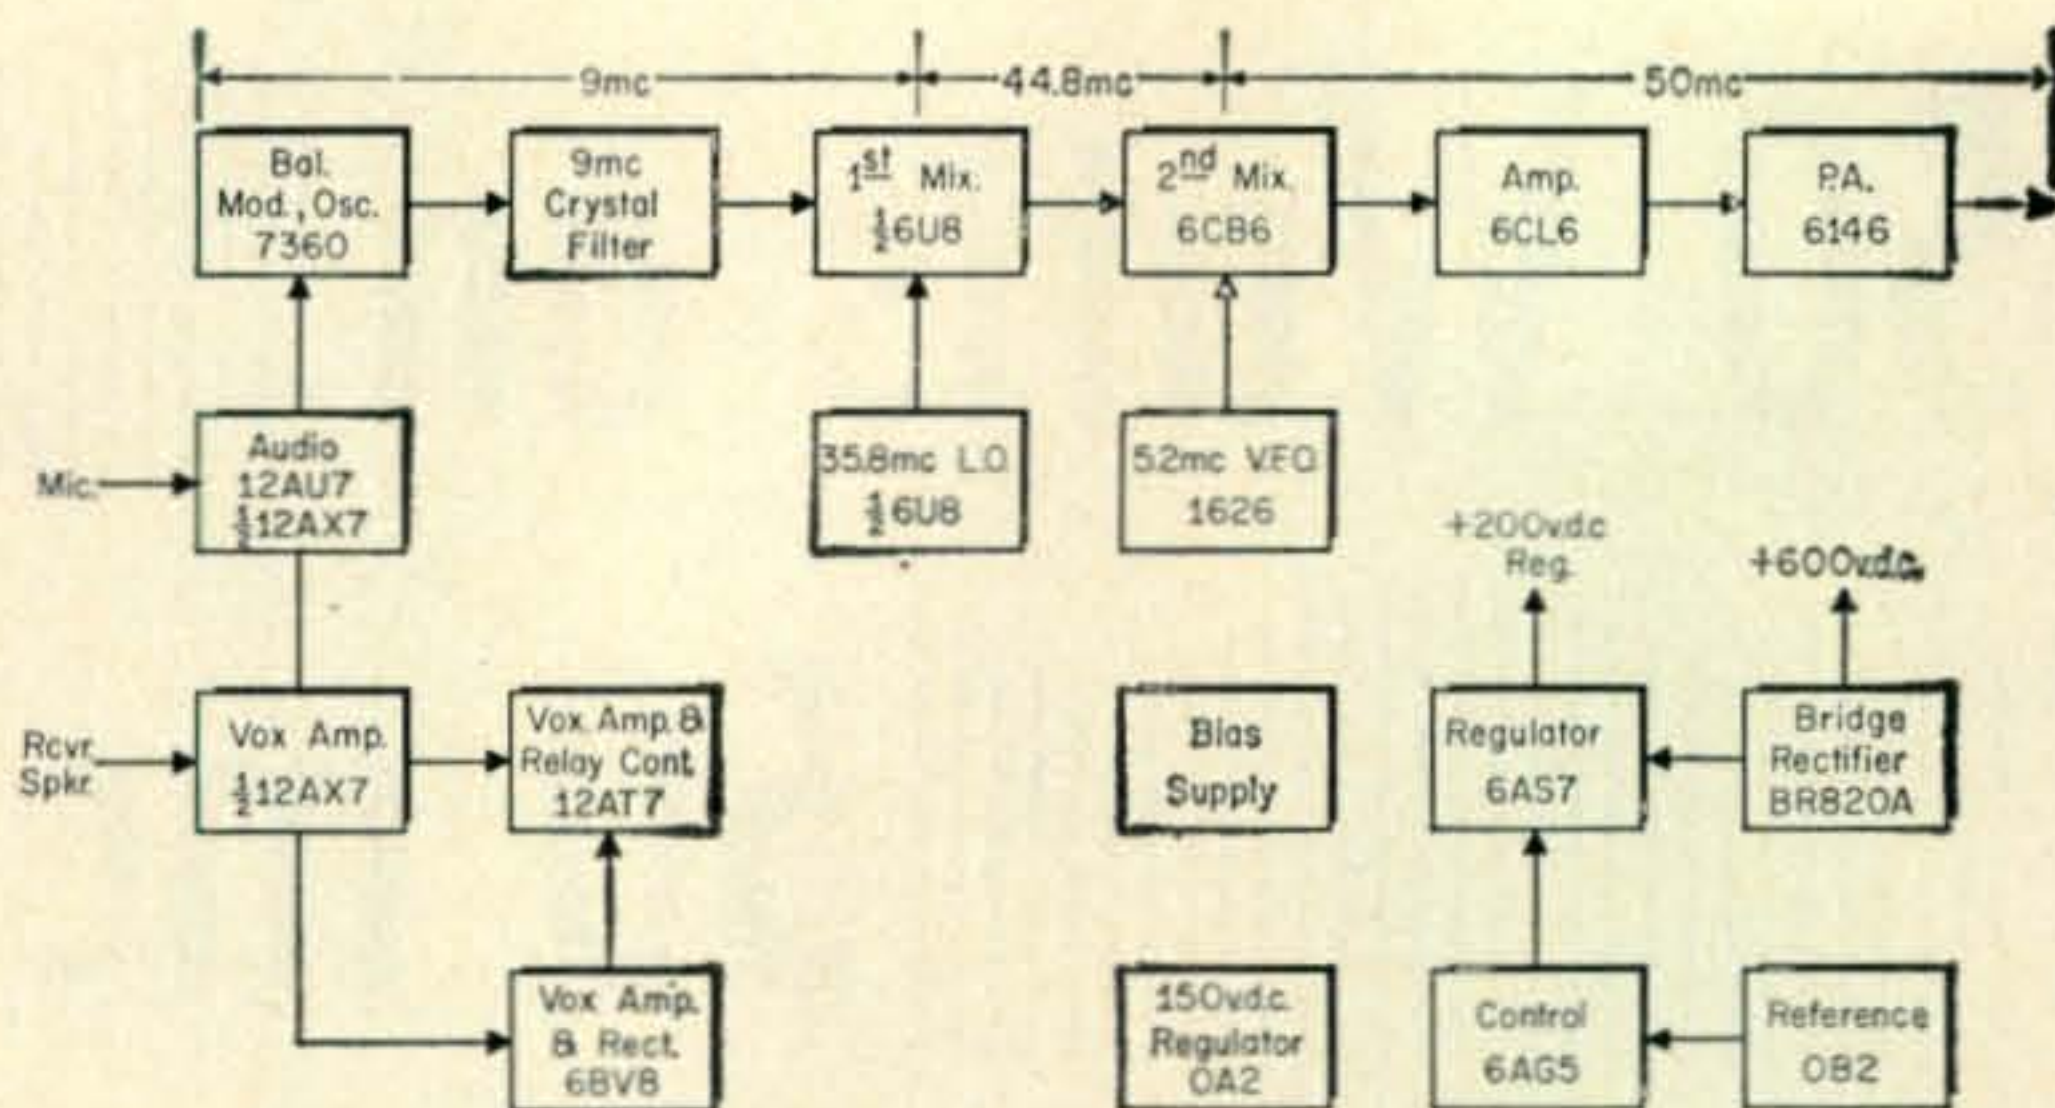 9mc
44.8mc
50mc
Bal.
Mod., Osc.
7360
9mc
Crystal
Filter
1st Mix.
½6U8
2nd Mix.
6CB6
Amp.
6CL6
P.A.
6146
Mic.
Audio
12AU7
½12AX7
35.8mc L.O.
½6U8
5.2mc V.F.O.
1626
+200v.d.c
Reg.
+600v.d.c.
Rcvr.
Spkr.
Vox Amp.
½12AX7
Vox. Amp. &
Relay Cont.
12AT7
Bias
Supply
Regulator
6AS7
Bridge
Rectifier
BR820A
Vox Amp.
& Rect.
6BV8
150v.d.c.
Regulator
OA2
Control
6AG5
Reference
OB2